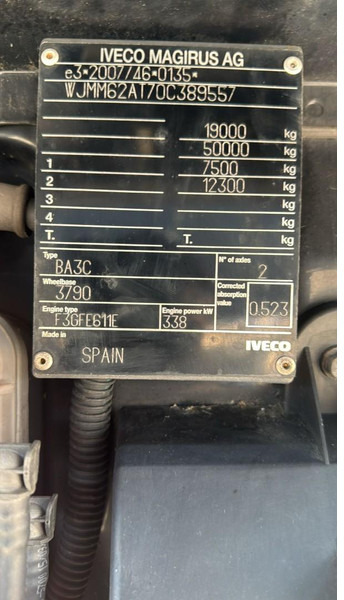 IVECO MAGIRUS AG
e3*2007/46*0135*
WJMM62AT70C389557
19000 kg
50000 kg
1 7500 kg
2 12300 kg
3 kg
4 kg
T. T. kg
Type
BA3C
N° of axles
2
Wheelbase
3790
Corrected absorption value
0.523
Engine type
F3GFE611E
Engine power kW
338
Made in
SPAIN
IVECO